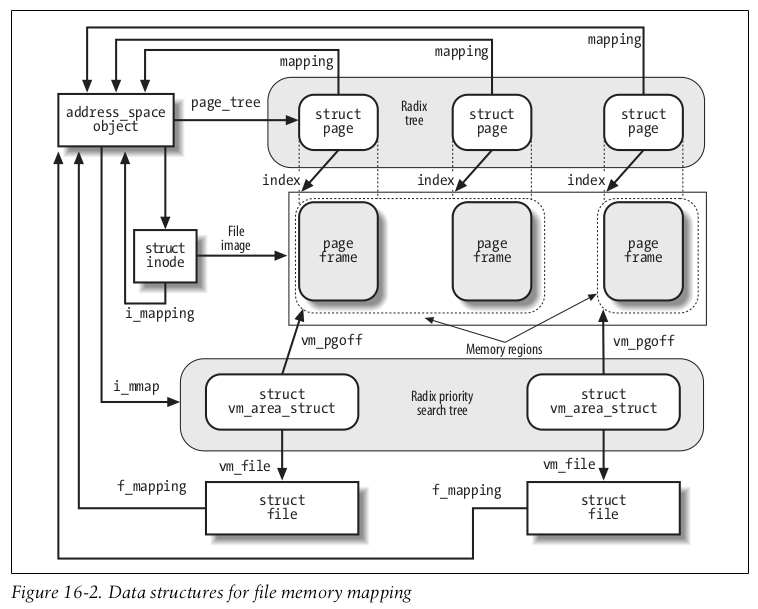 mapping
mapping
mapping
address_space
object
page_tree
struct
page
Radix
tree
struct
page
struct
page
index
index
index
struct
inode
File
image
page
frame
page
frame
page
frame
i_mapping
vm_pgoff
Memory regions
vm_pgoff
i_mmap
struct
vm_area_struct
Radix priority
search tree
struct
vm_area_struct
vm_file
vm_file
f_mapping
struct
file
f_mapping
struct
file
Figure 16-2. Data structures for file memory mapping